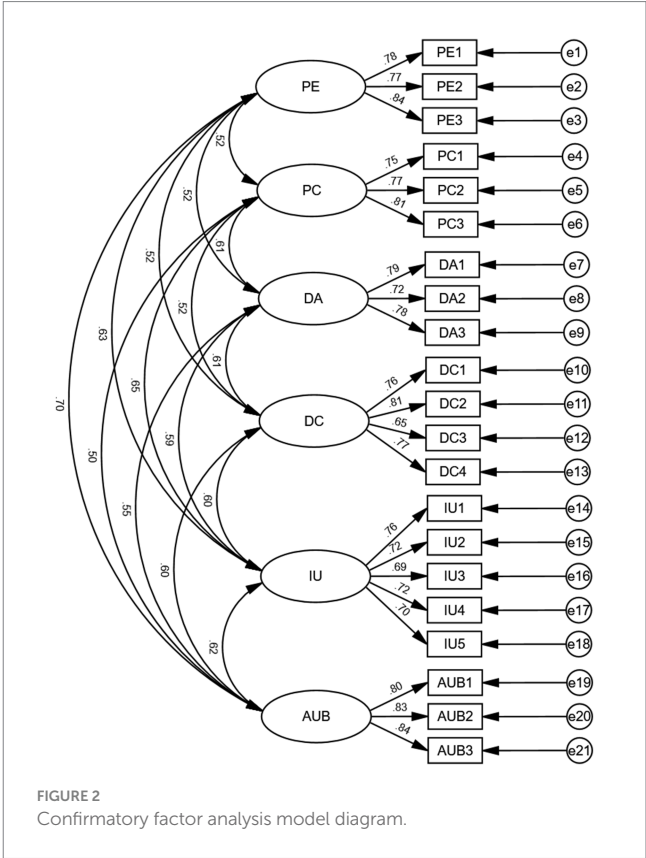 .78 PE1 e1
PE .77 PE2 e2
.84 PE3 e3
.52
.75 PC1 e4
PC .77 PC2 e5
.81 PC3 e6
.52
.52
.61
.79 DA1 e7
DA .72 DA2 e8
.78 DA3 e9
.52
.63
.61
.65
.76 DC1 e10
.81 DC2 e11
DC .65 DC3 e12
.77 DC4 e13
.70
.59
.50
.60
.55
.76 IU1 e14
.72 IU2 e15
IU .69 IU3 e16
.72 IU4 e17
.70 IU5 e18
.60
.62
.80 AUB1 e19
AUB .83 AUB2 e20
.84 AUB3 e21
FIGURE 2
Confirmatory factor analysis model diagram.